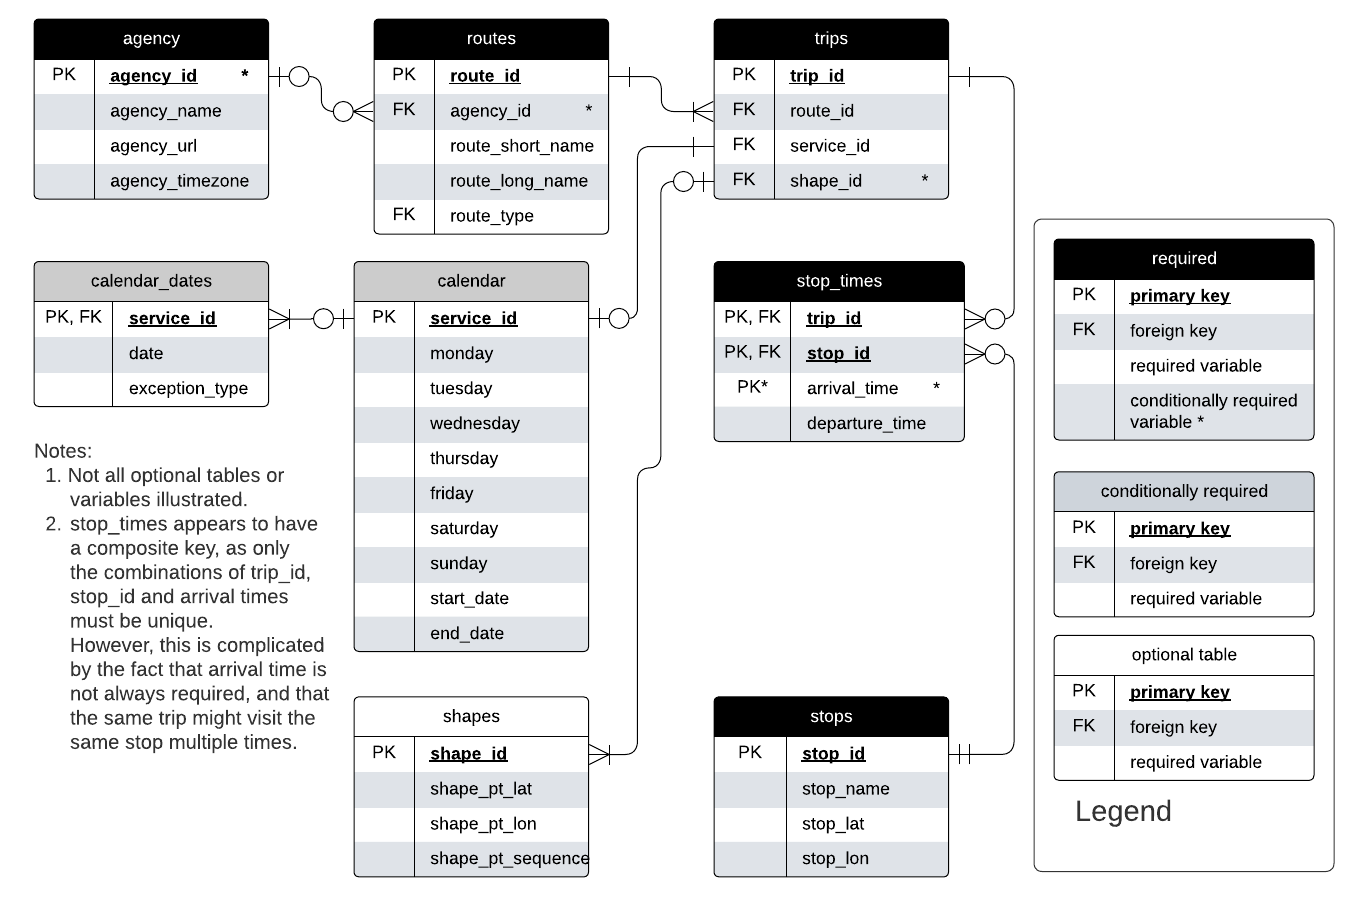 agency
PK agency_id *
agency_name
agency_url
agency_timezone
routes
PK route_id
FK agency_id *
route_short_name
route_long_name
FK route_type
trips
PK trip_id
FK route_id
FK service_id
FK shape_id *
calendar_dates
PK, FK service_id
date
exception_type
calendar
PK service_id
monday
tuesday
wednesday
thursday
friday
saturday
sunday
start_date
end_date
stop_times
PK, FK trip_id
PK, FK stop_id
PK* arrival_time *
departure_time
Notes:
1. Not all optional tables or
variables illustrated.
2. stop_times appears to have
a composite key, as only
the combinations of trip_id,
stop_id and arrival times
must be unique.
However, this is complicated
by the fact that arrival time is
not always required, and that
the same trip might visit the
same stop multiple times.
shapes
PK shape_id
shape_pt_lat
shape_pt_lon
shape_pt_sequence
stops
PK stop_id
stop_name
stop_lat
stop_lon
required
PK primary key
FK foreign key
required variable
conditionally required
variable *
conditionally required
PK primary key
FK foreign key
required variable
optional table
PK primary key
FK foreign key
required variable
Legend